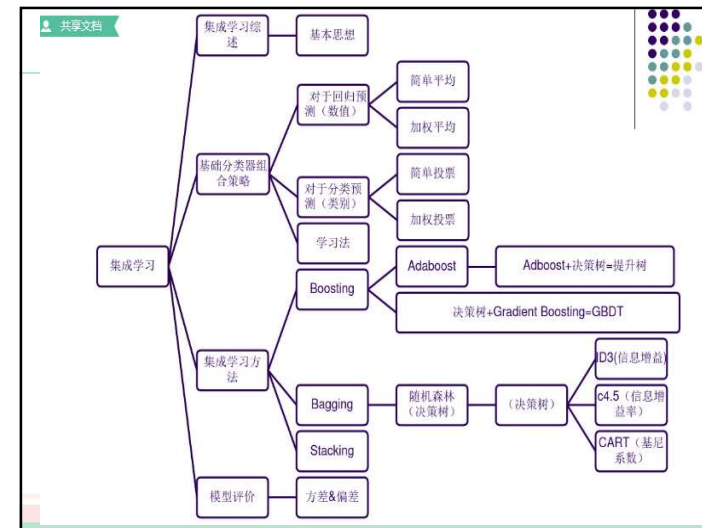 共享文档
集成学习综
述
基本思想
基础分类器组
合策略
对于回归预
测（数值）
简单平均
加权平均
对于分类预
测（类别）
简单投票
加权投票
学习法
集成学习
集成学习方
法
Boosting
Adaboost
Adboost+决策树=提升树
决策树+Gradient Boosting=GBDT
Bagging
随机森林
（决策树）
（决策树）
ID3(信息增益)
c4.5（信息增
益率）
CART（基尼
系数）
Stacking
模型评价
方差&偏差